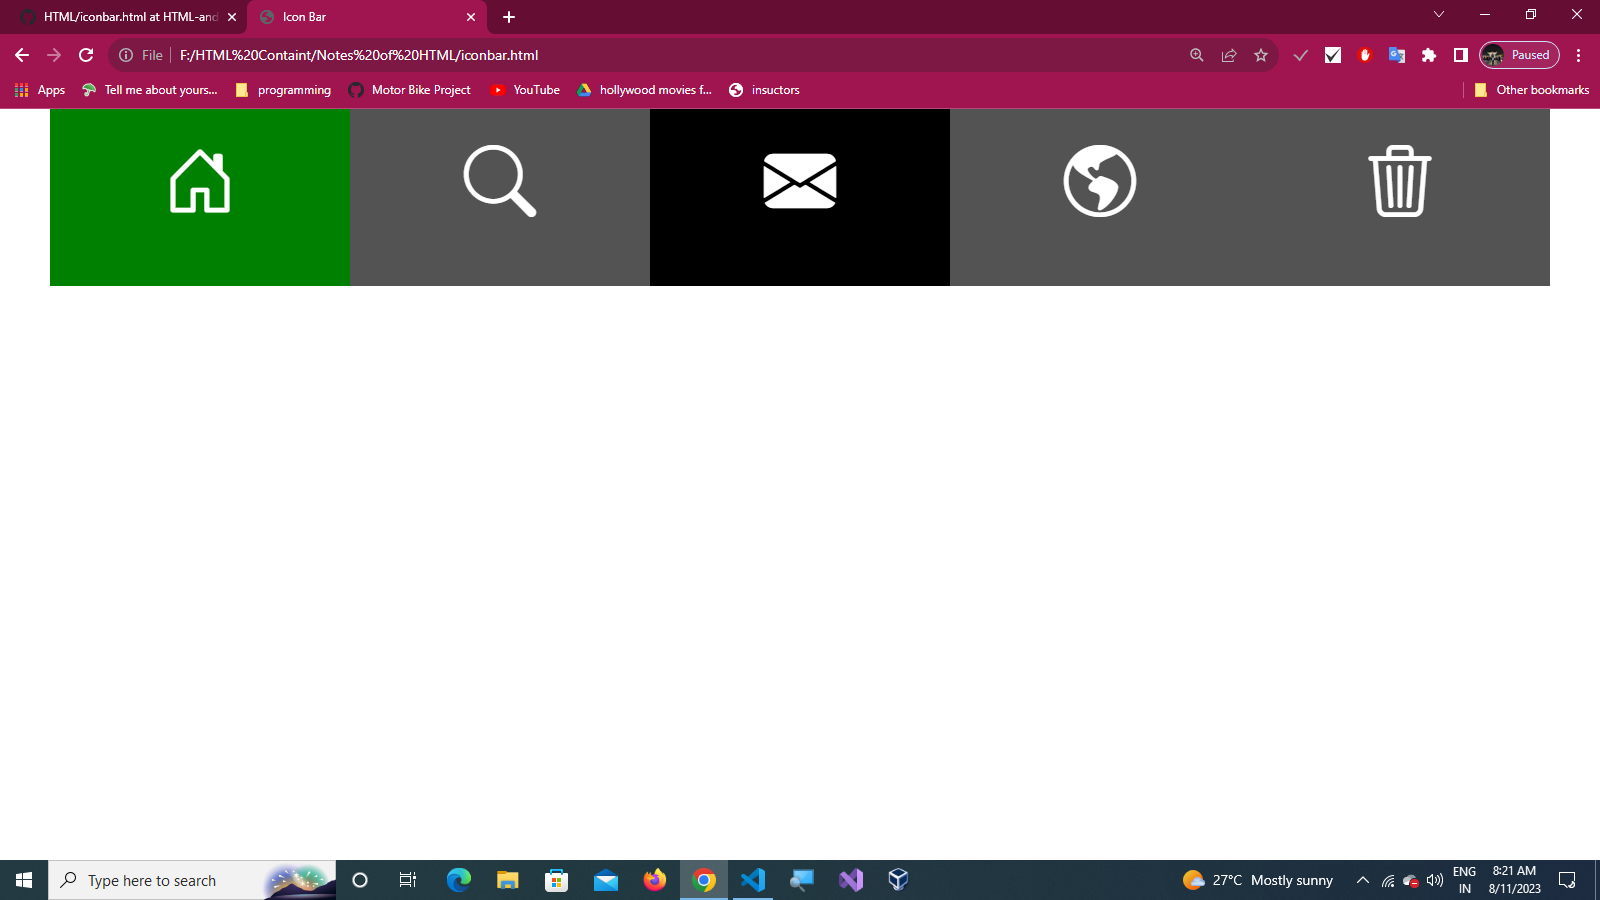 HTML/iconbar.html at HTML-and
Icon Bar
File
F:/HTML%20Containt/Notes%20of%20HTML/iconbar.html
Paused
Apps
Tell me about yours...
programming
Motor Bike Project
YouTube
hollywood movies f...
insuctors
Other bookmarks
Type here to search
27°C Mostly sunny
ENG
IN
8:21 AM
8/11/2023